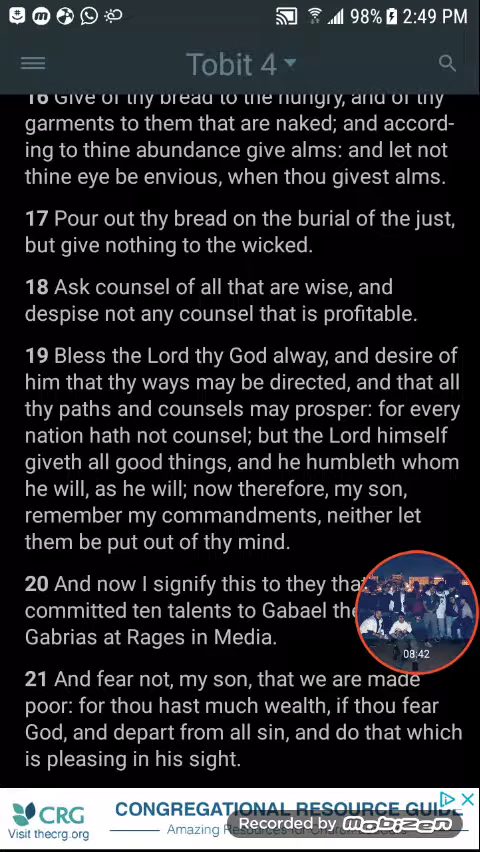 98% 2:49 PM
Tobit 4
16 Give of thy bread to the hungry, and of thy
garments to them that are naked; and accord-
ing to thine abundance give alms: and let not
thine eye be envious, when thou givest alms.
17 Pour out thy bread on the burial of the just,
but give nothing to the wicked.
18 Ask counsel of all that are wise, and
despise not any counsel that is profitable.
19 Bless the Lord thy God alway, and desire of
him that thy ways may be directed, and that all
thy paths and counsels may prosper: for every
nation hath not counsel; but the Lord himself
giveth all good things, and he humbleth whom
he will, as he will; now therefore, my son,
remember my commandments, neither let
them be put out of thy mind.
20 And now I signify this to they that
committed ten talents to Gabael the
Gabrias at Rages in Media.
08:42
21 And fear not, my son, that we are made
poor: for thou hast much wealth, if thou fear
God, and depart from all sin, and do that which
is pleasing in his sight.
CRG
Visit thecrg.org
CONGREGATIONAL RESOURCE GUIDE
Amazing Resources for
Recorded by Mobizen